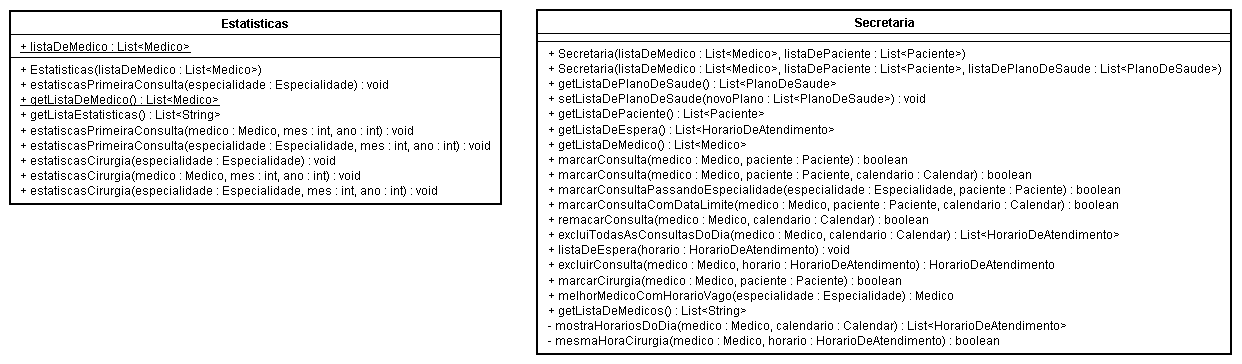 Estatisticas
+ listaDeMedico : List<Medico>
+ Estatisticas(listaDeMedico : List<Medico>)
+ estatiscasPrimeiraConsulta(especialidade : Especialidade) : void
+ getListaDeMedico() : List<Medico>
+ getListaEstatisticas() : List<String>
+ estatiscasPrimeiraConsulta(medico : Medico, mes : int, ano : int) : void
+ estatiscasPrimeiraConsulta(especialidade : Especialidade, mes : int, ano : int) : void
+ estatiscasCirurgia(especialidade : Especialidade) : void
+ estatiscasCirurgia(medico : Medico, mes : int, ano : int) : void
+ estatiscasCirurgia(especialidade : Especialidade, mes : int, ano : int) : void
Secretaria
+ Secretaria(listaDeMedico : List<Medico>, listaDePaciente : List<Paciente>)
+ Secretaria(listaDeMedico : List<Medico>, listaDePaciente : List<Paciente>, listaDePlanoDeSaude : List<PlanoDeSaude>)
+ getListaDePlanoDeSaude() : List<PlanoDeSaude>
+ setListaDePlanoDeSaude(novoPlano : List<PlanoDeSaude>) : void
+ getListaDePaciente() : List<Paciente>
+ getListaDeEspera() : List<HorarioDeAtendimento>
+ getListaDeMedico() : List<Medico>
+ marcarConsulta(medico : Medico, paciente : Paciente) : boolean
+ marcarConsulta(medico : Medico, paciente : Paciente, calendario : Calendar) : boolean
+ marcarConsultaPassandoEspecialidade(especialidade : Especialidade, paciente : Paciente) : boolean
+ marcarConsultaComDataLimite(medico : Medico, paciente : Paciente, calendario : Calendar) : boolean
+ remacarConsulta(medico : Medico, calendario : Calendar) : boolean
+ excluiTodasAsConsultasDoDia(medico : Medico, calendario : Calendar) : List<HorarioDeAtendimento>
+ listaDeEspera(horario : HorarioDeAtendimento) : void
+ excluirConsulta(medico : Medico, horario : HorarioDeAtendimento) : HorarioDeAtendimento
+ marcarCirurgia(medico : Medico, paciente : Paciente) : boolean
+ melhorMedicoComHorarioVago(especialidade : Especialidade) : Medico
+ getListaDeMedicos() : List<String>
- mostraHorariosDoDia(medico : Medico, calendario : Calendar) : List<HorarioDeAtendimento>
- mesmaHoraCirurgia(medico : Medico, horario : HorarioDeAtendimento) : boolean